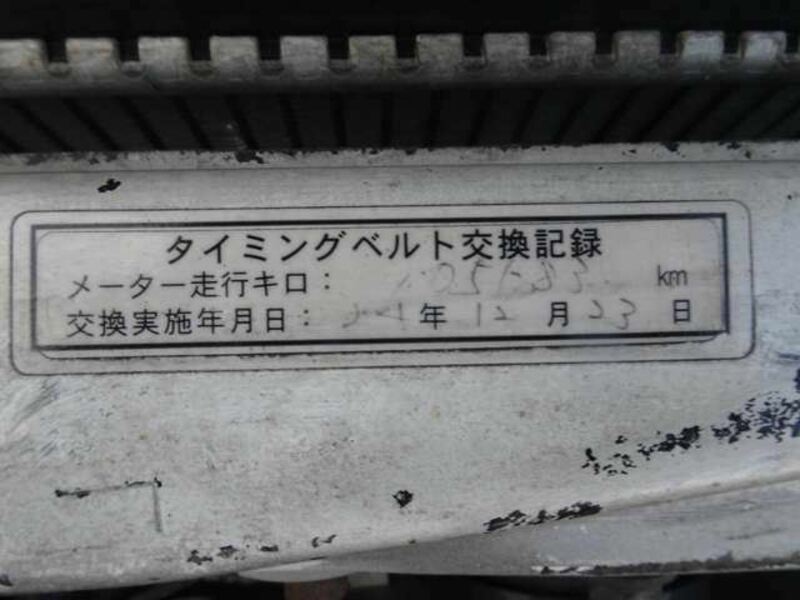 タイミングベルト交換記録
メーター走行キロ： km
交換実施年月日： 年 12 月 23 日